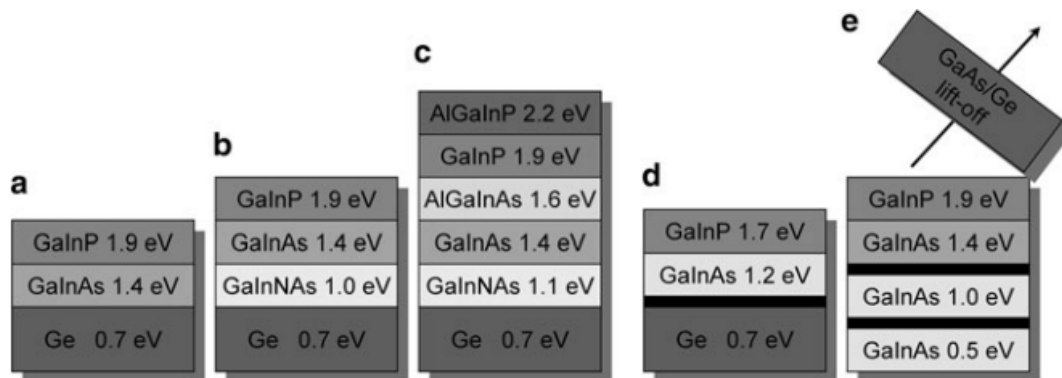 a
GaInP 1.9 eV
GaInAs 1.4 eV
Ge 0.7 eV
b
GaInP 1.9 eV
GaInAs 1.4 eV
GaInNAs 1.0 eV
Ge 0.7 eV
c
AlGaInP 2.2 eV
GaInP 1.9 eV
AlGaInAs 1.6 eV
GaInAs 1.4 eV
GaInNAs 1.1 eV
Ge 0.7 eV
d
GaInP 1.7 eV
GaInAs 1.2 eV
Ge 0.7 eV
e
GaAs/Ge
lift-off
GaInP 1.9 eV
GaInAs 1.4 eV
GaInAs 1.0 eV
GaInAs 0.5 eV